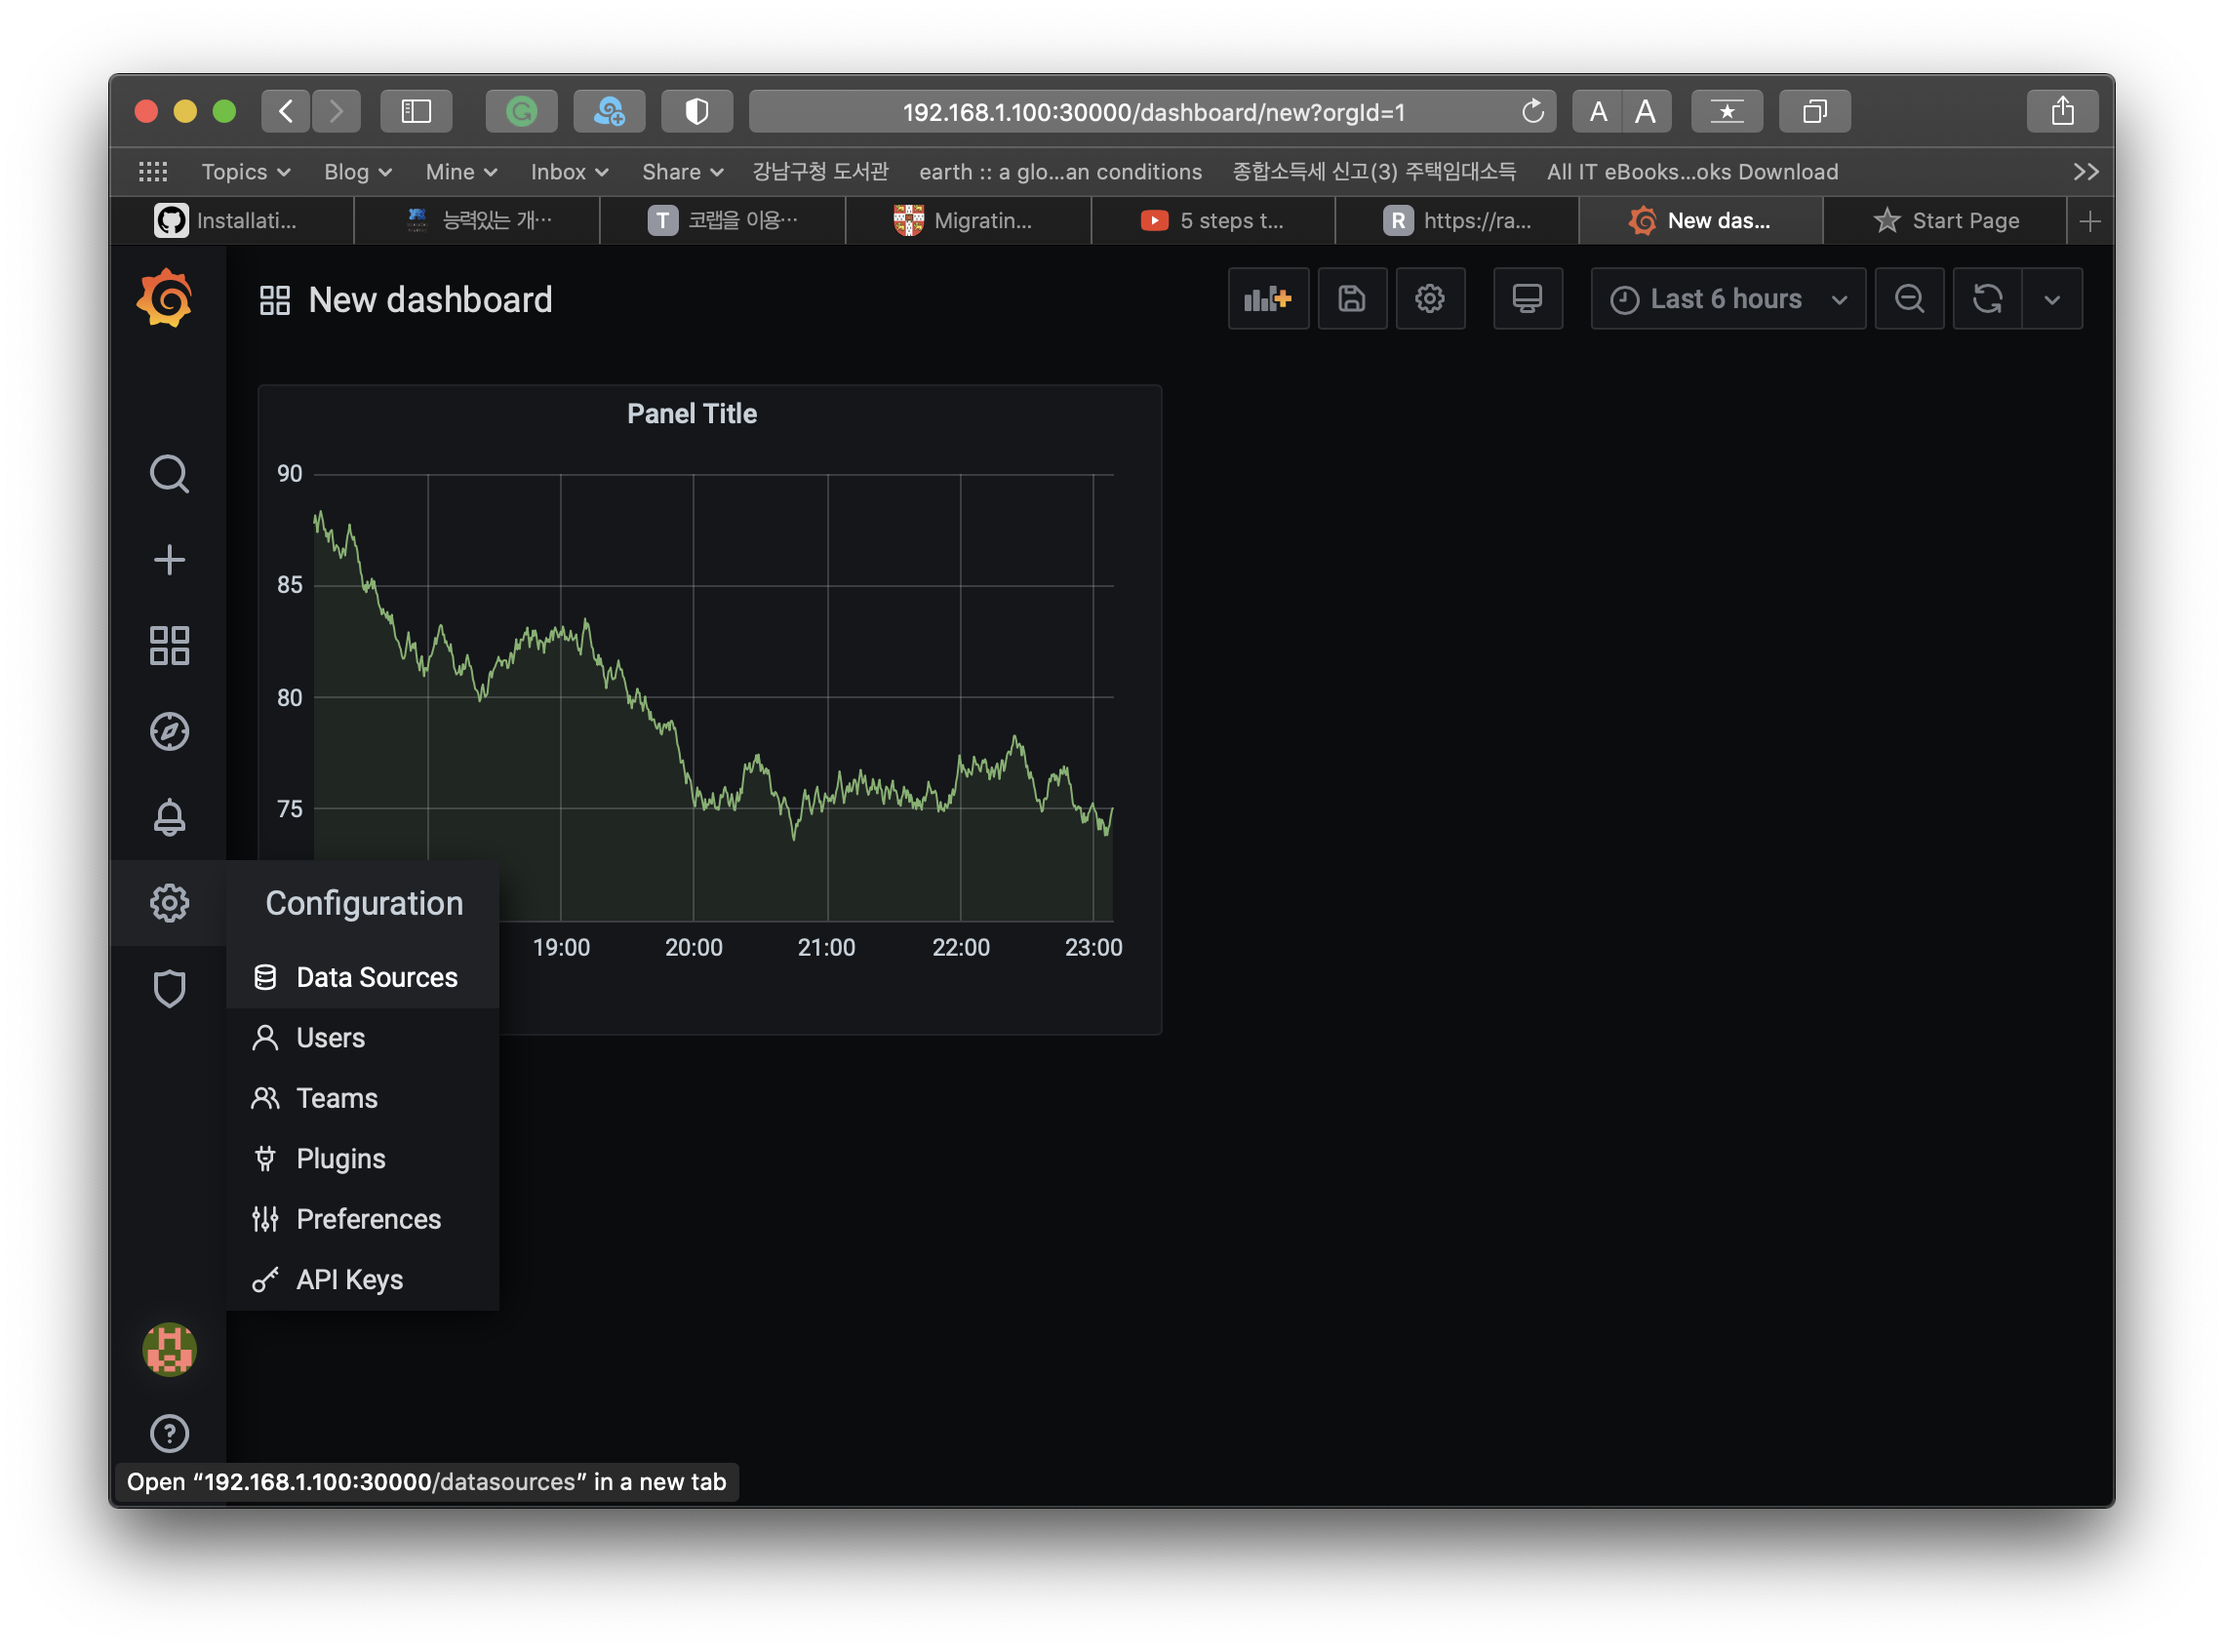 192.168.1.100:30000/dashboard/new?orgId=1
A A
Topics Blog Mine Inbox Share 강남구청 도서관 earth :: a glo...an conditions 종합소득세 신고(3) 주택임대소득 All IT eBooks...oks Download
Installati... 능력있는 개… T 코랩을 이용… Migratin... 5 steps t... R https://ra... New das... Start Page
New dashboard Last 6 hours
Panel Title
90
85
80
75
19:00 20:00 21:00 22:00 23:00
Configuration
Data Sources
Users
Teams
Plugins
Preferences
API Keys
Open “192.168.1.100:30000/datasources” in a new tab